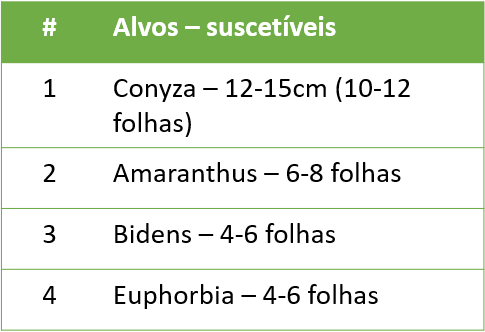 # Alvos – suscetíveis
1 Conyza – 12-15cm (10-12
folhas)
2 Amaranthus – 6-8 folhas
3 Bidens – 4-6 folhas
4 Euphorbia – 4-6 folhas